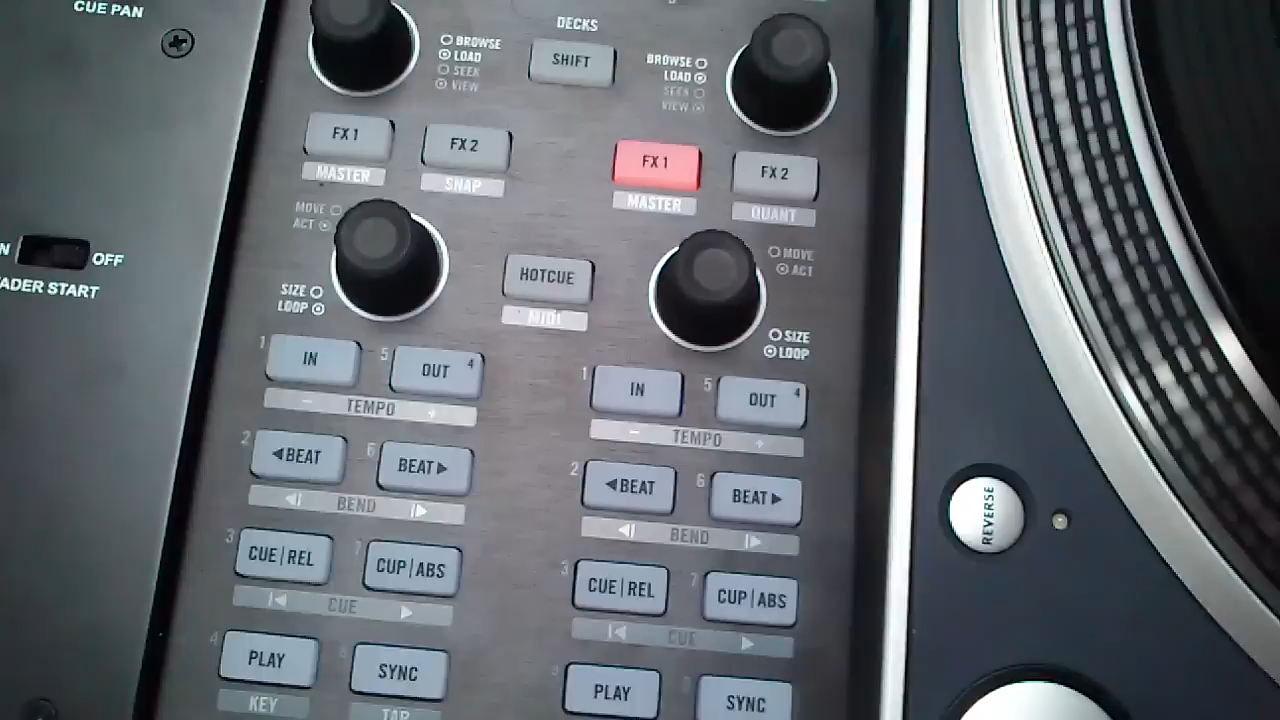 CUE PAN
DECKS
BROWSE
LOAD
SEEK
VIEW
SHIFT
BROWSE
LOAD
SEEK
VIEW
FX 1
FX 2
FX 1
FX 2
MASTER
SNAP
MASTER
QUANT
MOVE
ACT
MOVE
ACT
OFF
HOTCUE
MIDI
SIZE
LOOP
SIZE
LOOP
1 IN
5 OUT 4
1 IN
5 OUT 4
− TEMPO +
− TEMPO +
2 ◀BEAT
6 BEAT▶
2 ◀BEAT
6 BEAT▶
BEND
BEND
REVERSE
3 CUE|REL
7 CUP|ABS
3 CUE|REL
7 CUP|ABS
CUE
CUE
PLAY
SYNC
PLAY
SYNC
KEY
TAP